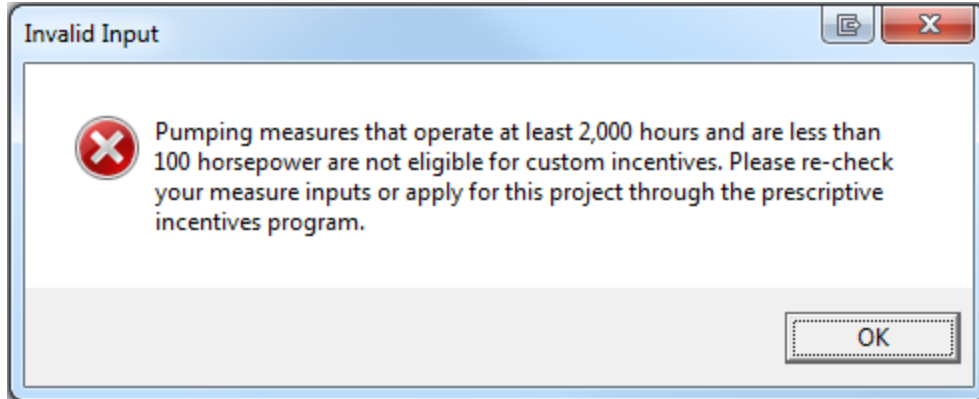 Invalid Input
Pumping measures that operate at least 2,000 hours and are less than
100 horsepower are not eligible for custom incentives. Please re-check
your measure inputs or apply for this project through the prescriptive
incentives program.
OK